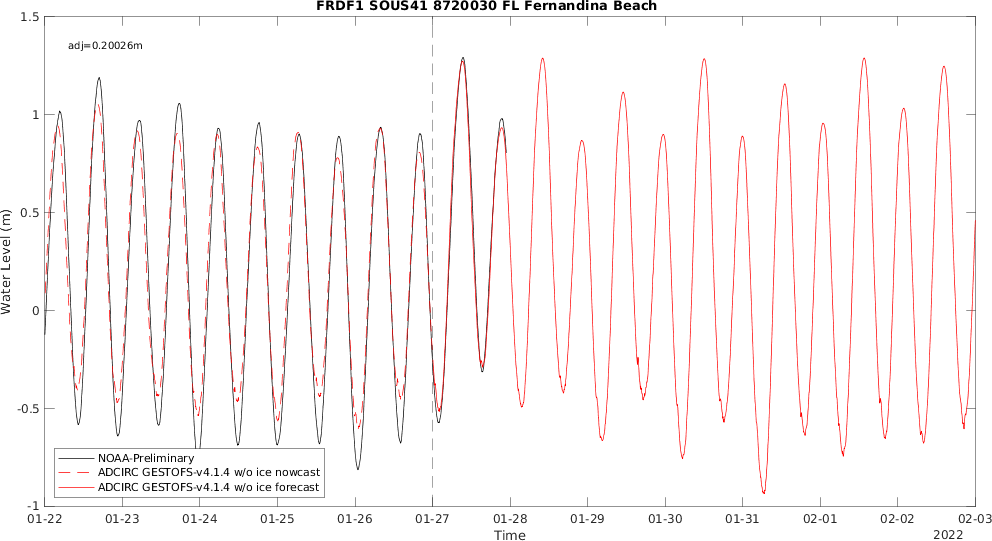 FRDF1 SOUS41 8720030 FL Fernandina Beach
1.5
adj=0.20026m
1
0.5
Water Level (m)
0
-0.5
NOAA-Preliminary
ADCIRC GESTOFS-v4.1.4 w/o ice nowcast
ADCIRC GESTOFS-v4.1.4 w/o ice forecast
-1
01-22 01-23 01-24 01-25 01-26 01-27 01-28 01-29 01-30 01-31 02-01 02-02 02-03
Time
2022